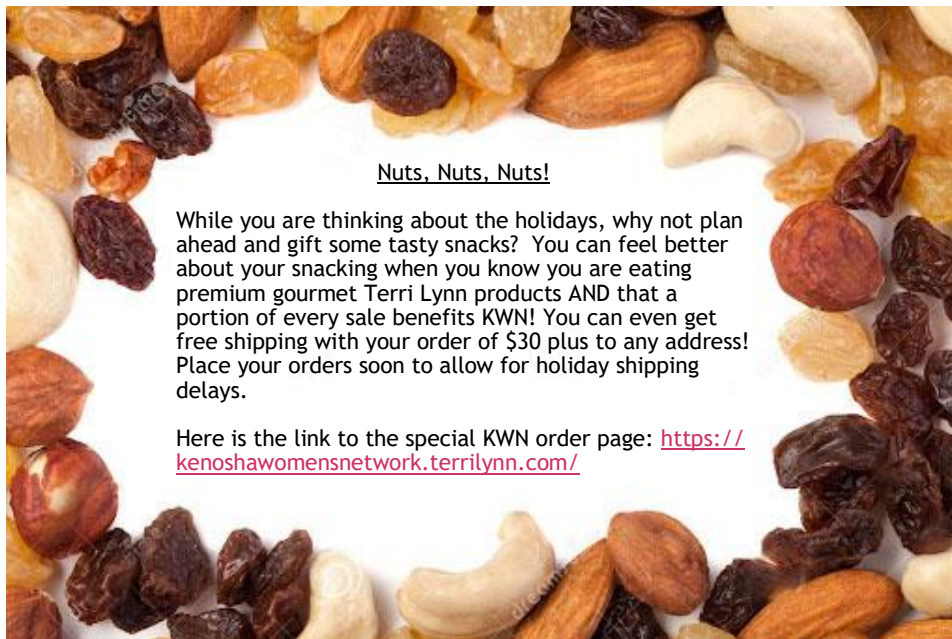 Nuts, Nuts, Nuts!
While you are thinking about the holidays, why not plan
ahead and gift some tasty snacks?  You can feel better
about your snacking when you know you are eating
premium gourmet Terri Lynn products AND that a
portion of every sale benefits KWN! You can even get
free shipping with your order of $30 plus to any address!
Place your orders soon to allow for holiday shipping
delays.
Here is the link to the special KWN order page: https://
kenoshawomensnetwork.terrilynn.com/